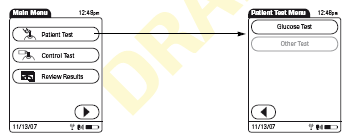 Main Menu 12:48pm
Patient Test
Control Test
Review Results
11/13/07
Patient Test Menu 12:48pm
Glucose Test
Other Test
11/13/07
DRA